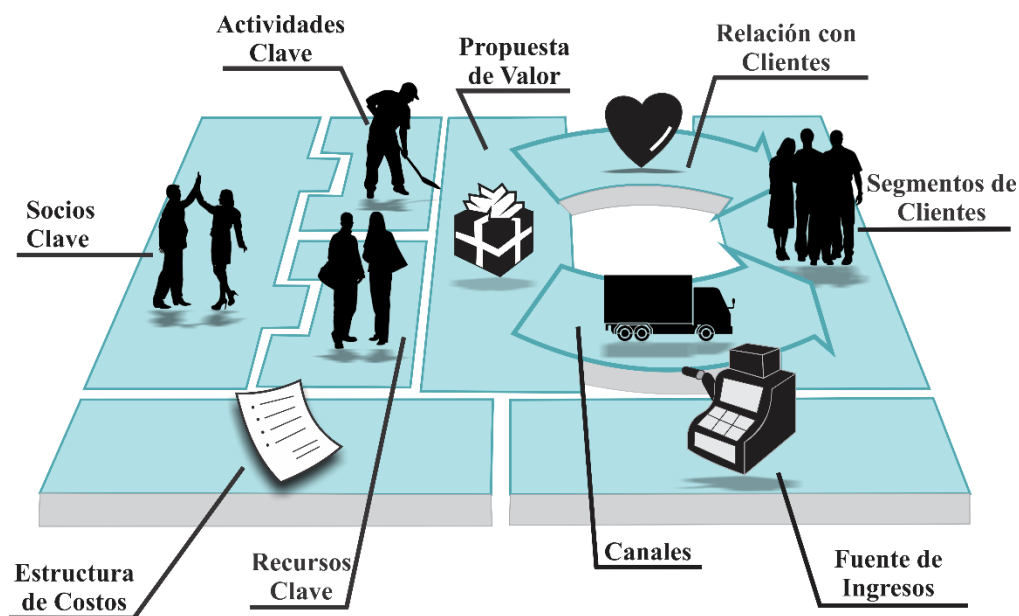 Actividades
Clave
Propuesta
de Valor
Relación con
Clientes
Socios
Clave
Segmentos de
Clientes
Estructura
de Costos
Recursos
Clave
Canales
Fuente de
Ingresos